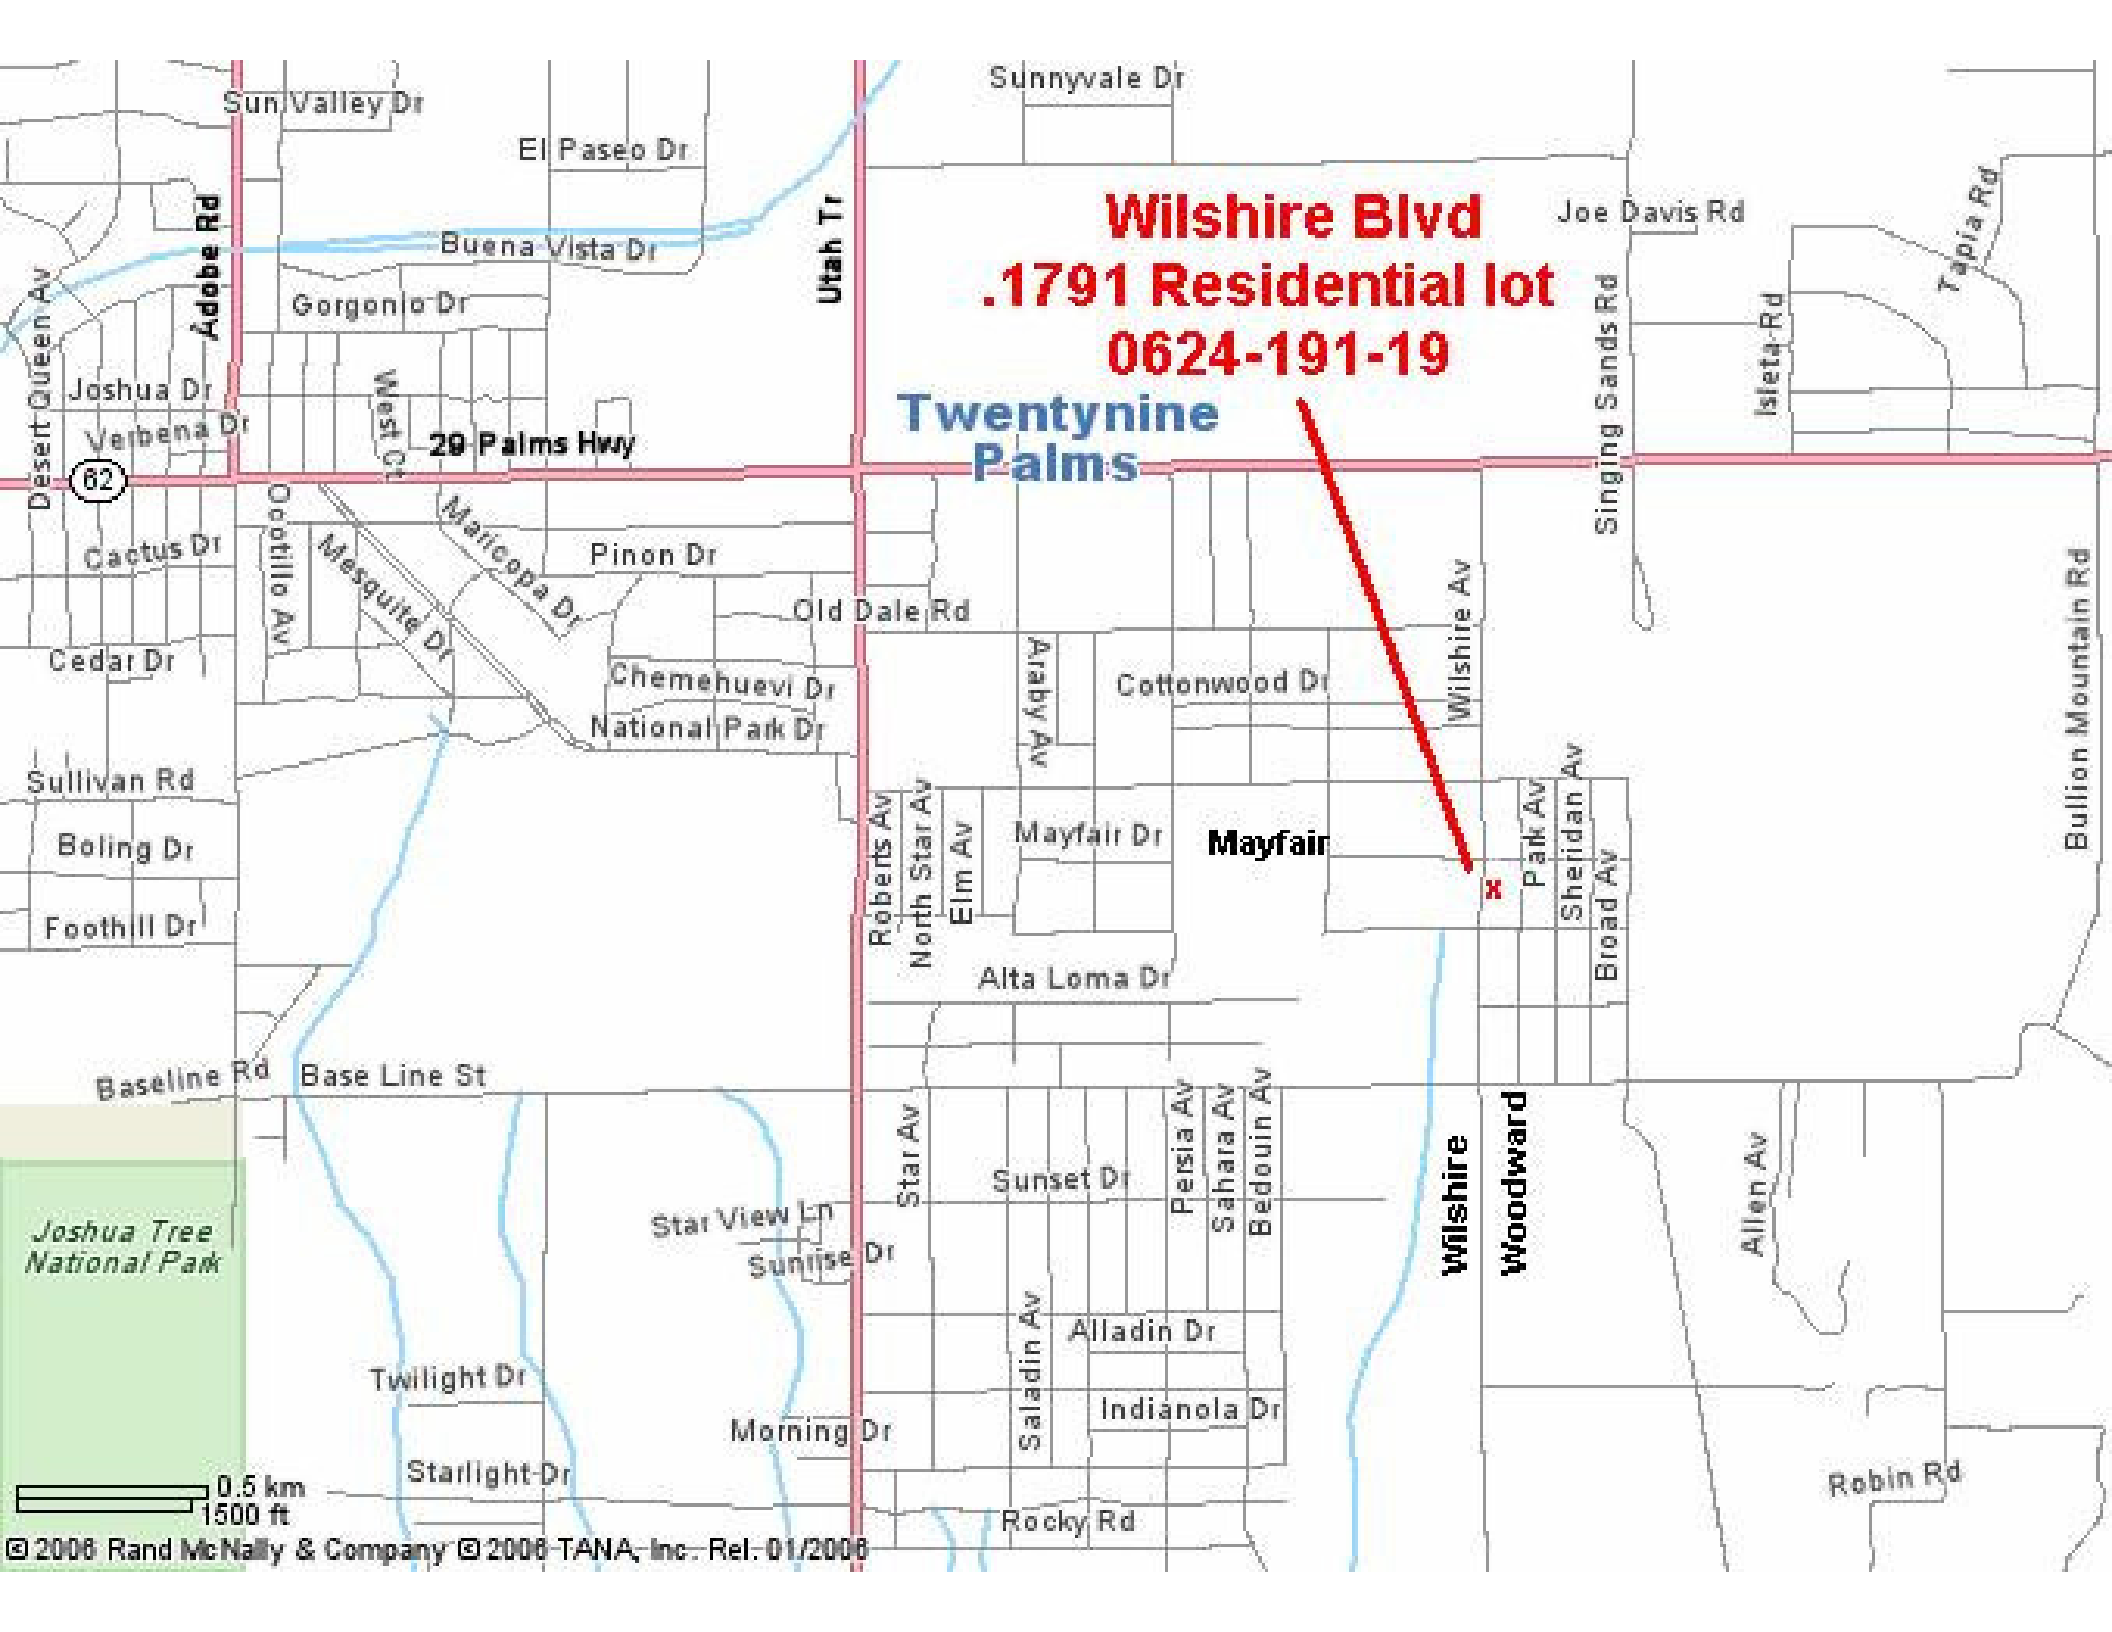 Sunnyvale Dr
Sun Valley Dr
El Paseo Dr
Adobe Rd
Utah Tr
Wilshire Blvd
.1791 Residential lot
0624-191-19
Joe Davis Rd
Tapia Rd
Buena Vista Dr
Gorgonio Dr
Desert Queen Av
Joshua Dr
Verbena Dr
West Ct
29 Palms Hwy
62
Twentynine
Palms
Singing Sands Rd
Isleta Rd
Ocotillo Av
Cactus Dr
Mesquite Dr
Maricopa Dr
Pinon Dr
Old Dale Rd
Wilshire Av
Bullion Mountain Rd
Cedar Dr
Chemehuevi Dr
National Park Dr
Araby Av
Cottonwood Dr
Sullivan Rd
Boling Dr
Foothill Dr
Roberts Av
North Star Av
Elm Av
Mayfair Dr
Mayfair
x
Park Av
Sheridan Av
Broad Av
Alta Loma Dr
Baseline Rd
Base Line St
Star Av
Sunset Dr
Persia Av
Sahara Av
Bedouin Av
Wilshire
Woodward
Allen Av
Joshua Tree
National Park
Star View Ln
Sunrise Dr
Saladin Av
Alladin Dr
Twilight Dr
Indianola Dr
Morning Dr
Starlight Dr
Robin Rd
Rocky Rd
0.5 km
1500 ft
© 2006 Rand McNally & Company © 2006 TANA, Inc. Rel. 01/2006